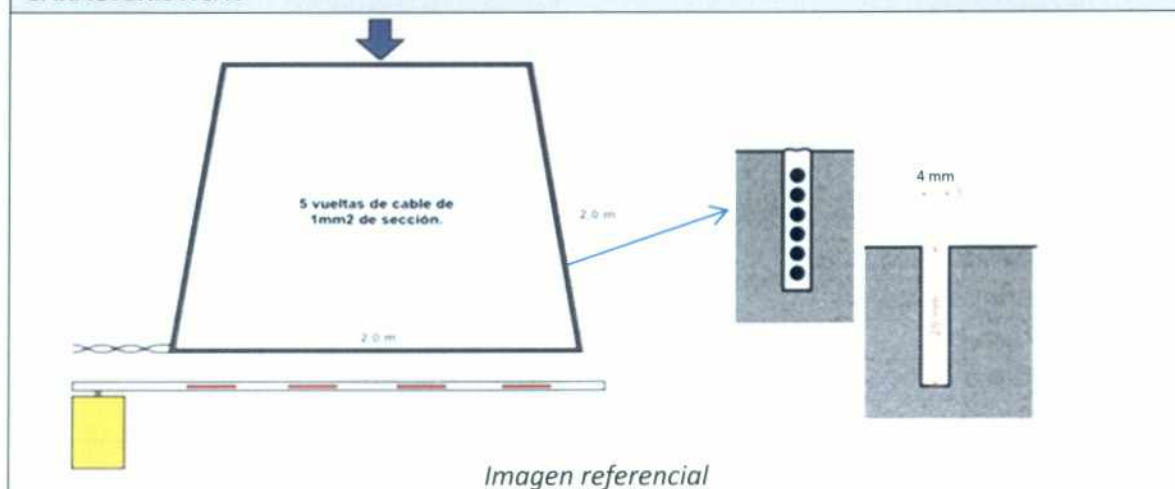 5 vueltas de cable de
1mm2 de sección.
2,0 m
2,0 m
4 mm
Imagen referencial